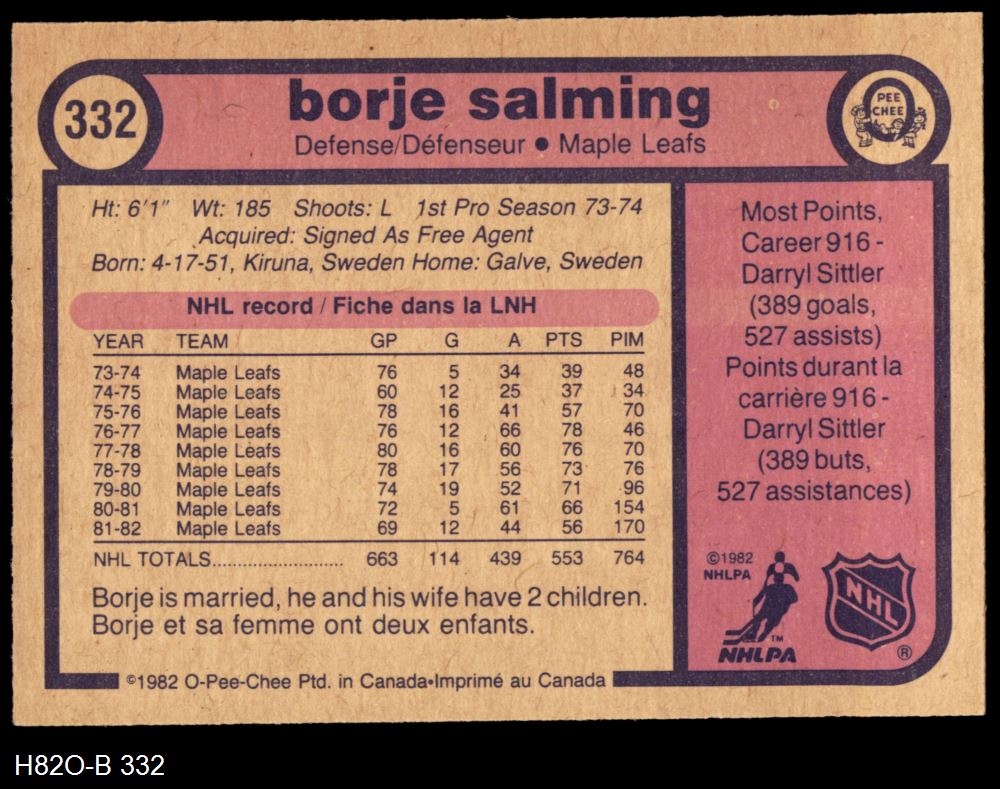 332
borje salming
Defense/Défenseur • Maple Leafs
PEE
CHEE
Ht: 6'1" Wt: 185 Shoots: L 1st Pro Season 73-74
Acquired: Signed As Free Agent
Born: 4-17-51, Kiruna, Sweden Home: Galve, Sweden
NHL record / Fiche dans la LNH
YEAR TEAM GP G A PTS PIM
73-74 Maple Leafs 76 5 34 39 48
74-75 Maple Leafs 60 12 25 37 34
75-76 Maple Leafs 78 16 41 57 70
76-77 Maple Leafs 76 12 66 78 46
77-78 Maple Leafs 80 16 60 76 70
78-79 Maple Leafs 78 17 56 73 76
79-80 Maple Leafs 74 19 52 71 96
80-81 Maple Leafs 72 5 61 66 154
81-82 Maple Leafs 69 12 44 56 170
NHL TOTALS........................ 663 114 439 553 764
Borje is married, he and his wife have 2 children.
Borje et sa femme ont deux enfants.
©1982 O-Pee-Chee Ptd. in Canada•Imprimé au Canada
Most Points,
Career 916 -
Darryl Sittler
(389 goals,
527 assists)
Points durant la
carrière 916 -
Darryl Sittler
(389 buts,
527 assistances)
©1982
NHLPA
TM
NHLPA
NHL
®
H82O-B 332